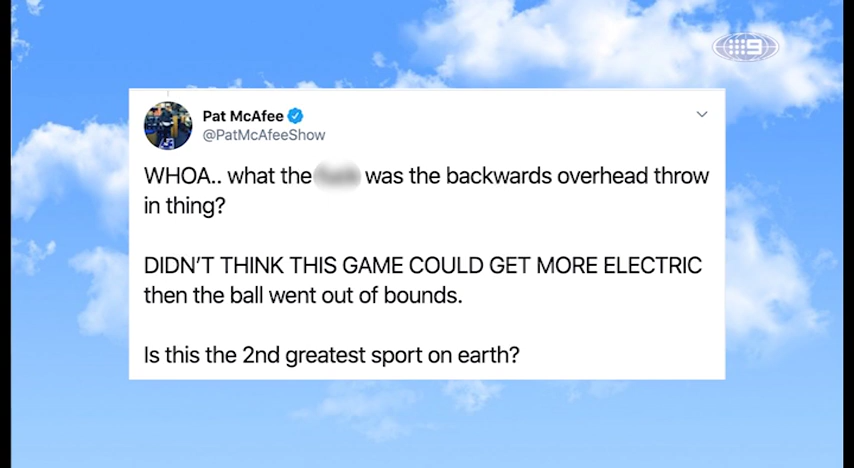 Pat McAfee
@PatMcAfeeShow
WHOA.. what the was the backwards overhead throw
in thing?
DIDN'T THINK THIS GAME COULD GET MORE ELECTRIC
then the ball went out of bounds.
Is this the 2nd greatest sport on earth?
9